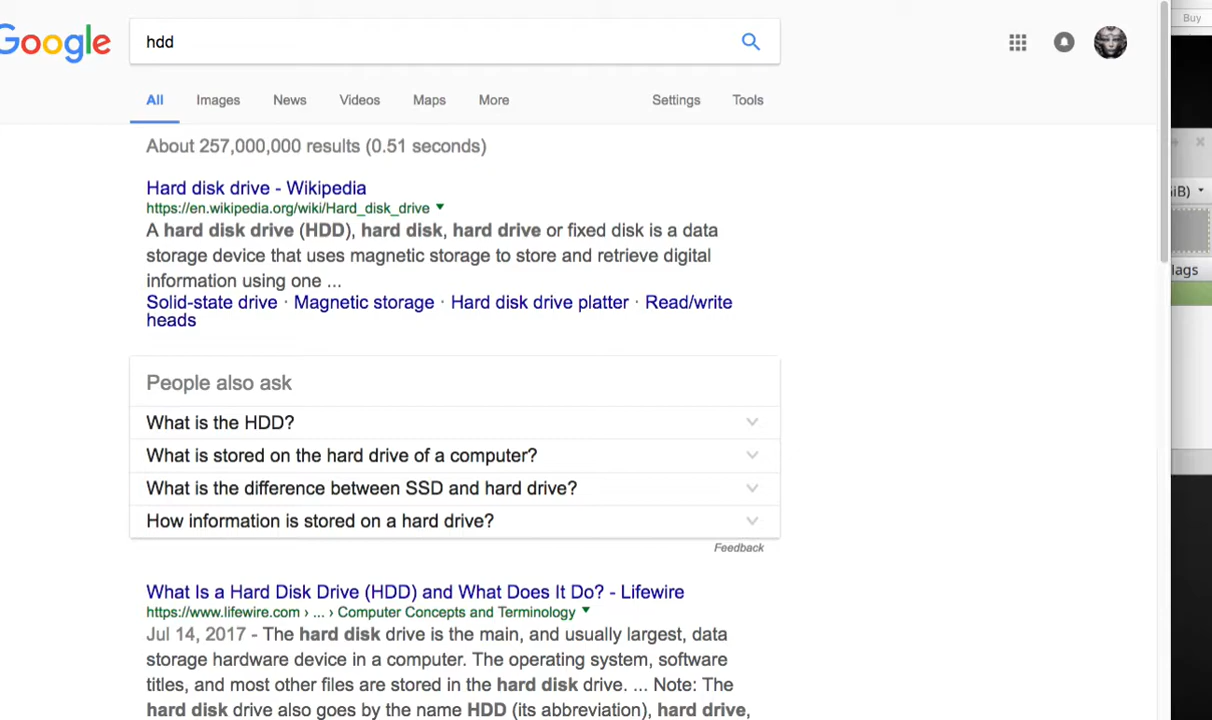 Google
hdd
Buy
All Images News Videos Maps More Settings Tools
About 257,000,000 results (0.51 seconds)
Hard disk drive - Wikipedia
https://en.wikipedia.org/wiki/Hard_disk_drive
iB)
A hard disk drive (HDD), hard disk, hard drive or fixed disk is a data
storage device that uses magnetic storage to store and retrieve digital
information using one ...
lags
Solid-state drive · Magnetic storage · Hard disk drive platter · Read/write
heads
People also ask
What is the HDD?
What is stored on the hard drive of a computer?
What is the difference between SSD and hard drive?
How information is stored on a hard drive?
Feedback
What Is a Hard Disk Drive (HDD) and What Does It Do? - Lifewire
https://www.lifewire.com › ... › Computer Concepts and Terminology
Jul 14, 2017 - The hard disk drive is the main, and usually largest, data
storage hardware device in a computer. The operating system, software
titles, and most other files are stored in the hard disk drive. ... Note: The
hard disk drive also goes by the name HDD (its abbreviation), hard drive,